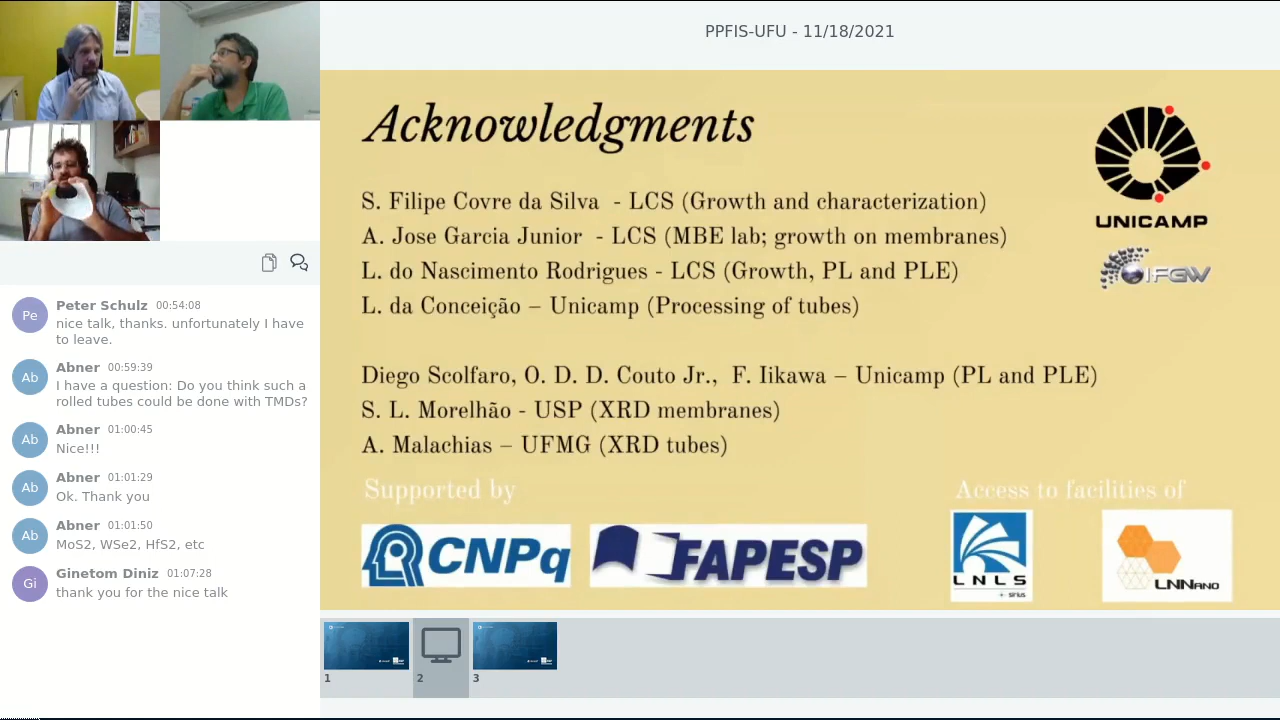 PPFIS-UFU - 11/18/2021
Acknowledgments
S. Filipe Covre da Silva - LCS (Growth and characterization)
A. Jose Garcia Junior - LCS (MBE lab; growth on membranes)
L. do Nascimento Rodrigues - LCS (Growth, PL and PLE)
L. da Conceição – Unicamp (Processing of tubes)
Diego Scolfaro, O. D. D. Couto Jr., F. Iikawa – Unicamp (PL and PLE)
S. L. Morelhão - USP (XRD membranes)
A. Malachias – UFMG (XRD tubes)
UNICAMP
IFGW
Supported by
Access to facilities of
CNPq
FAPESP
LNLS
sirius
LNNano
Pe
Peter Schulz 00:54:08
nice talk, thanks. unfortunately I have
to leave.
Ab
Abner 00:59:39
I have a question: Do you think such a
rolled tubes could be done with TMDs?
Ab
Abner 01:00:45
Nice!!!
Ab
Abner 01:01:29
Ok. Thank you
Ab
Abner 01:01:50
MoS2, WSe2, HfS2, etc
Gi
Ginetom Diniz 01:07:28
thank you for the nice talk
1
2
3